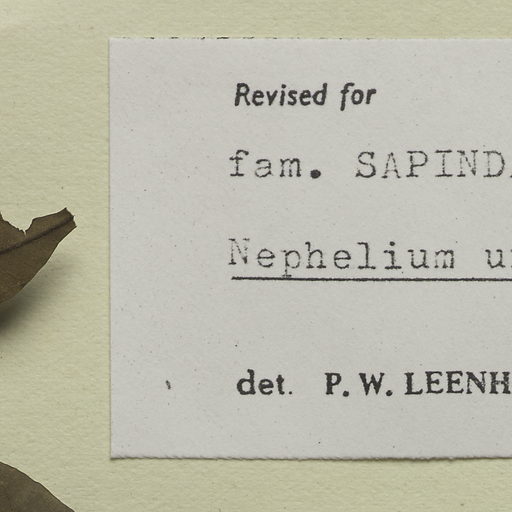 Revised for
fam. SAPIND
Nephelium u
det. P. W. LEENH